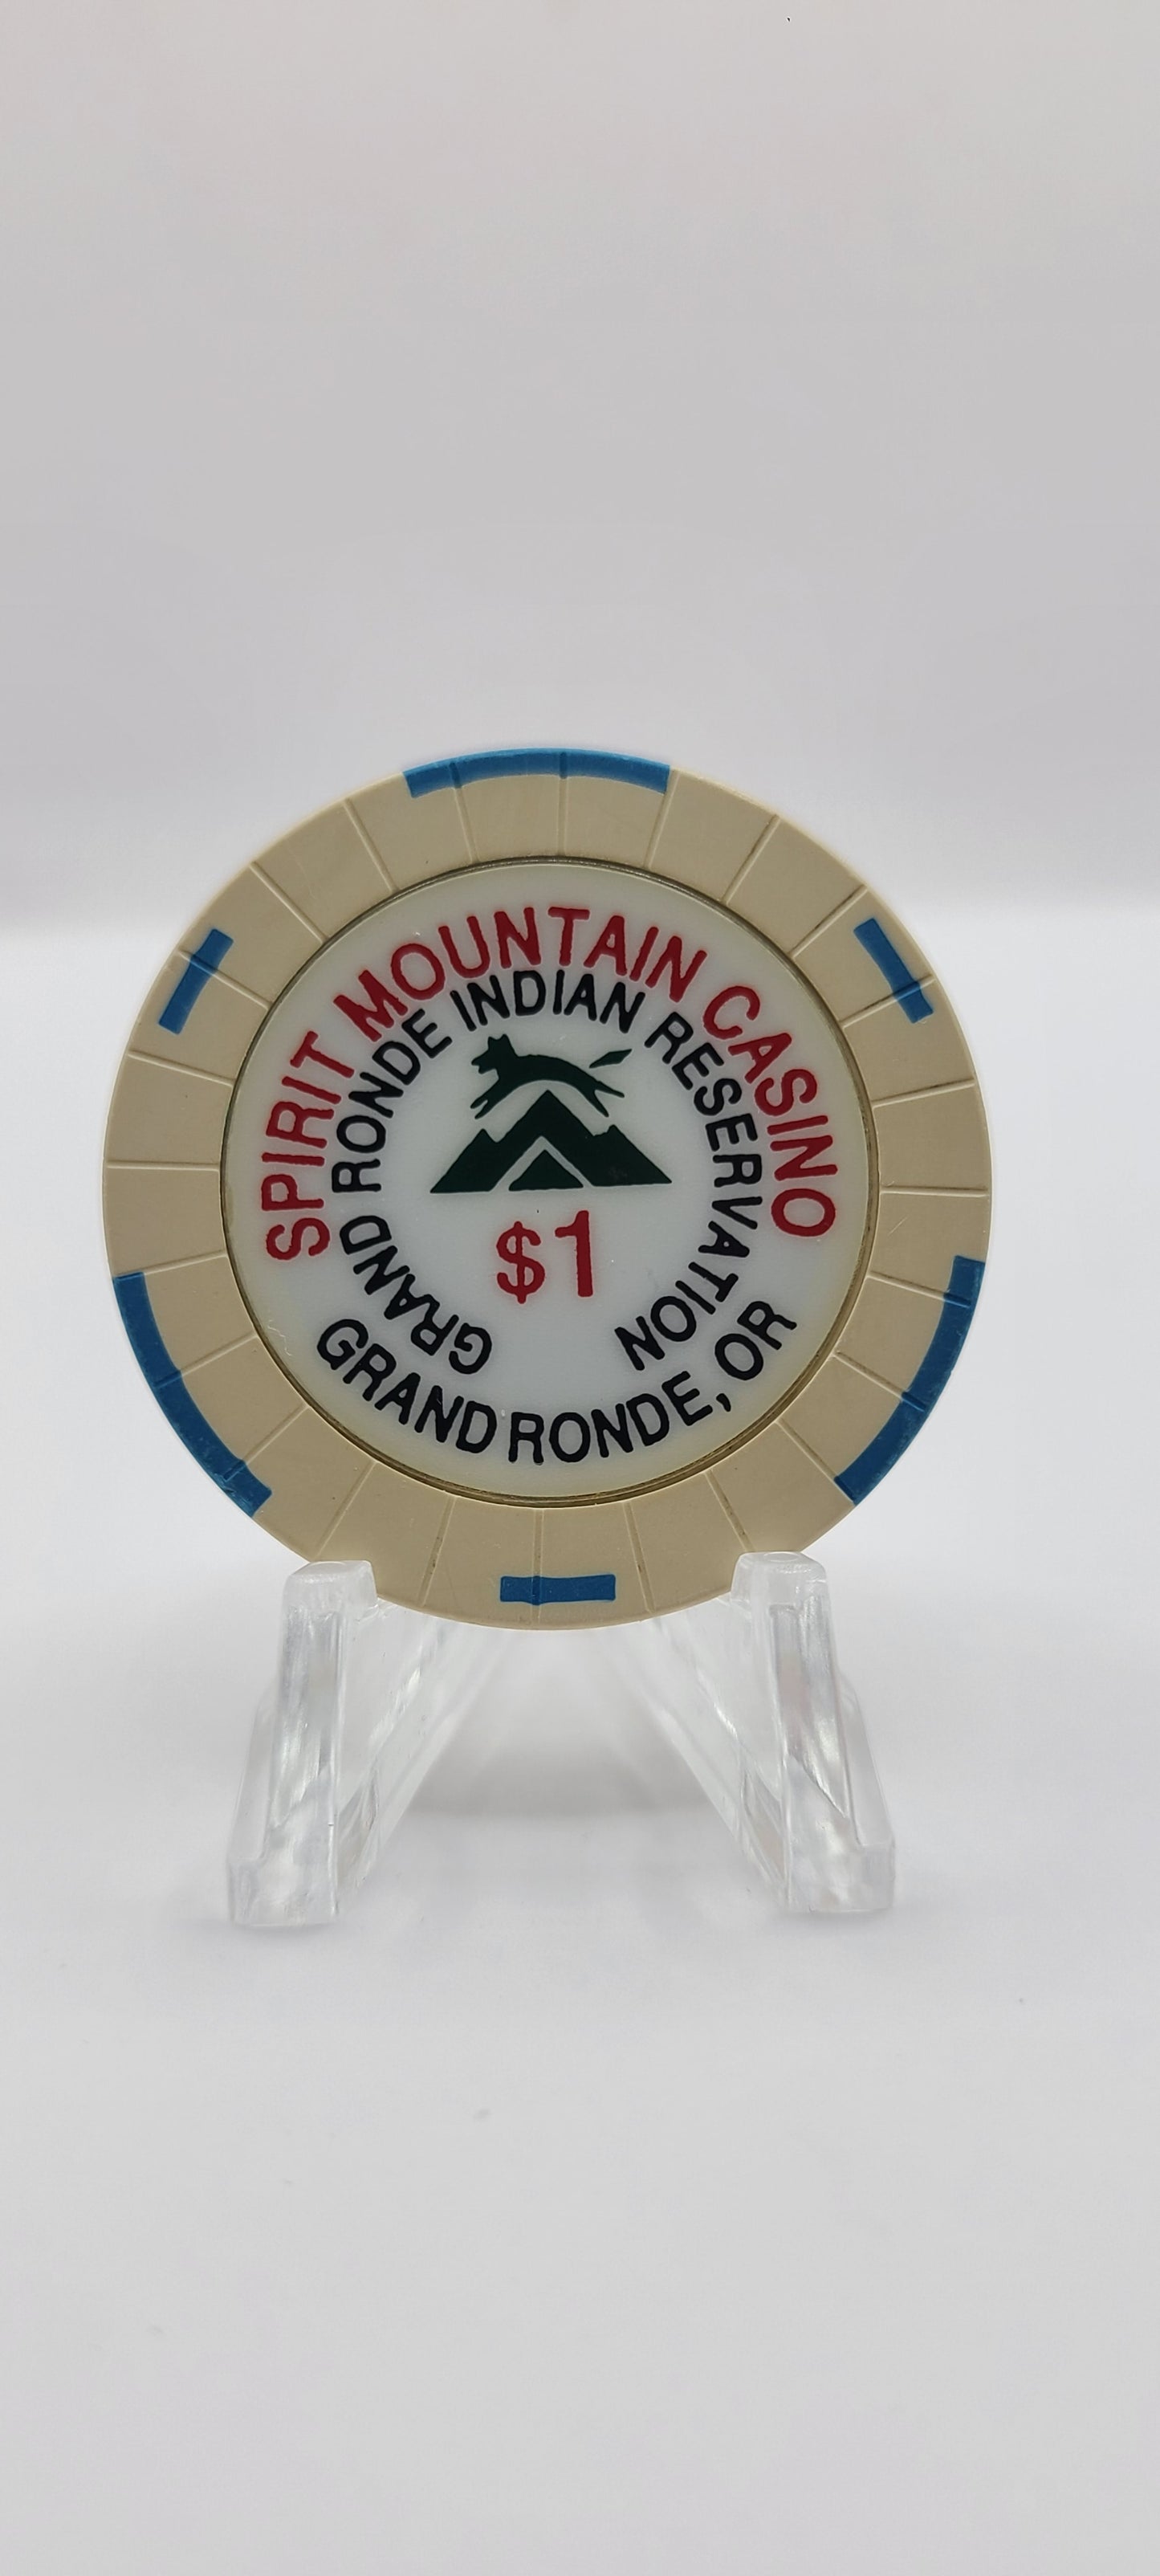 SPIRIT MOUNTAIN CASINO
GRAND RONDE INDIAN RESERVATION
$1
GRAND RONDE, OR